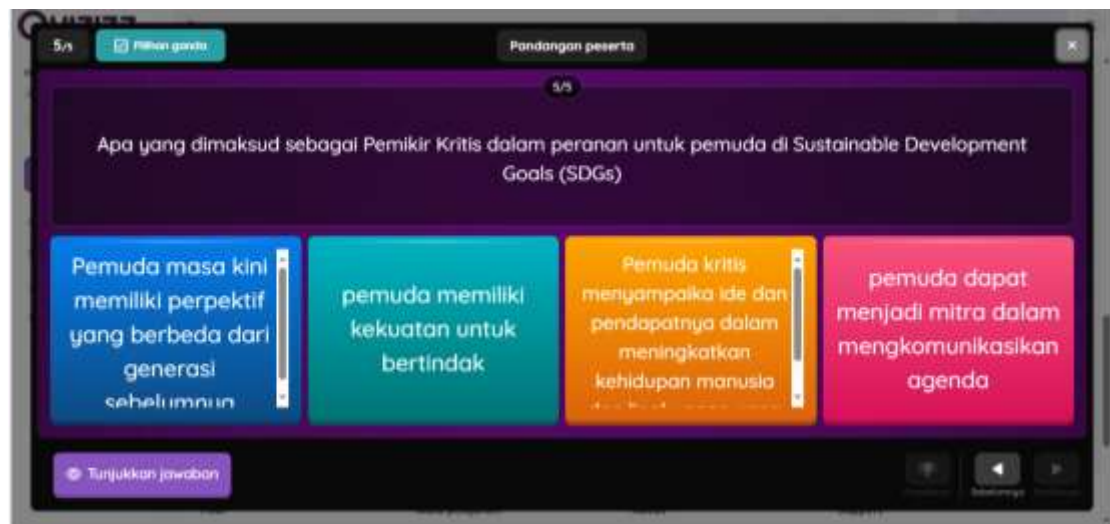 5/5
Pilihan ganda
Pandangan peserta
5/5
Apa yang dimaksud sebagai Pemikir Kritis dalam peranan untuk pemuda di Sustainable Development
Goals (SDGs)
Pemuda masa kini
memiliki perpektif
yang berbeda dari
generasi
sebelumnya
pemuda memiliki
kekuatan untuk
bertindak
Pemuda kritis
menyampaika ide dan
pendapatnya dalam
meningkatkan
kehidupan manusia
pemuda dapat
menjadi mitra dalam
mengkomunikasikan
agenda
Tunjukkan jawaban
Sebelumnya